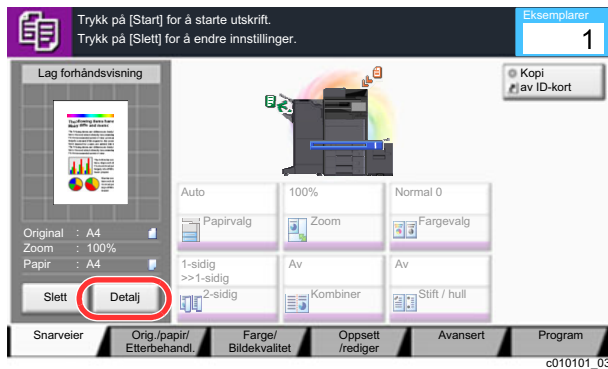 Trykk på [Start] for å starte utskrift.
Trykk på [Slett] for å endre innstillinger.
Eksemplarer
1
Lag forhåndsvisning
Kopi
av ID-kort
Original : A4
Zoom : 100%
Papir : A4
Slett
Detalj
Auto
Papirvalg
100%
Zoom
Normal 0
Fargevalg
1-sidig
>>1-sidig
2-sidig
Av
Kombiner
Av
Stift / hull
Snarveier
Orig./papir/
Etterbehandl.
Farge/
Bildekvalitet
Oppsett
/rediger
Avansert
Program
c010101_03